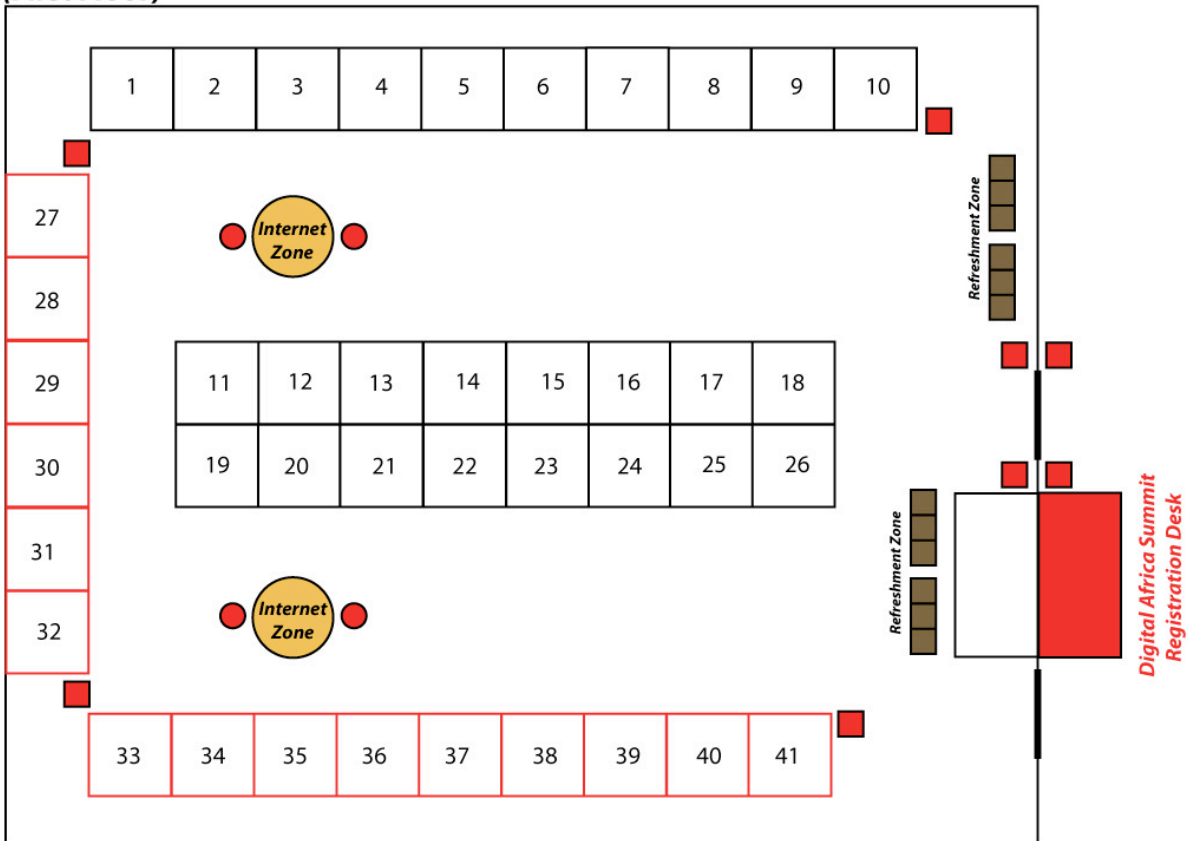 1 2 3 4 5 6 7 8 9 10
27
Internet
Zone
Refreshment Zone
28
29 11 12 13 14 15 16 17 18
30 19 20 21 22 23 24 25 26
31
Internet
Zone
Refreshment Zone
Digital Africa Summit
Registration Desk
32
33 34 35 36 37 38 39 40 41